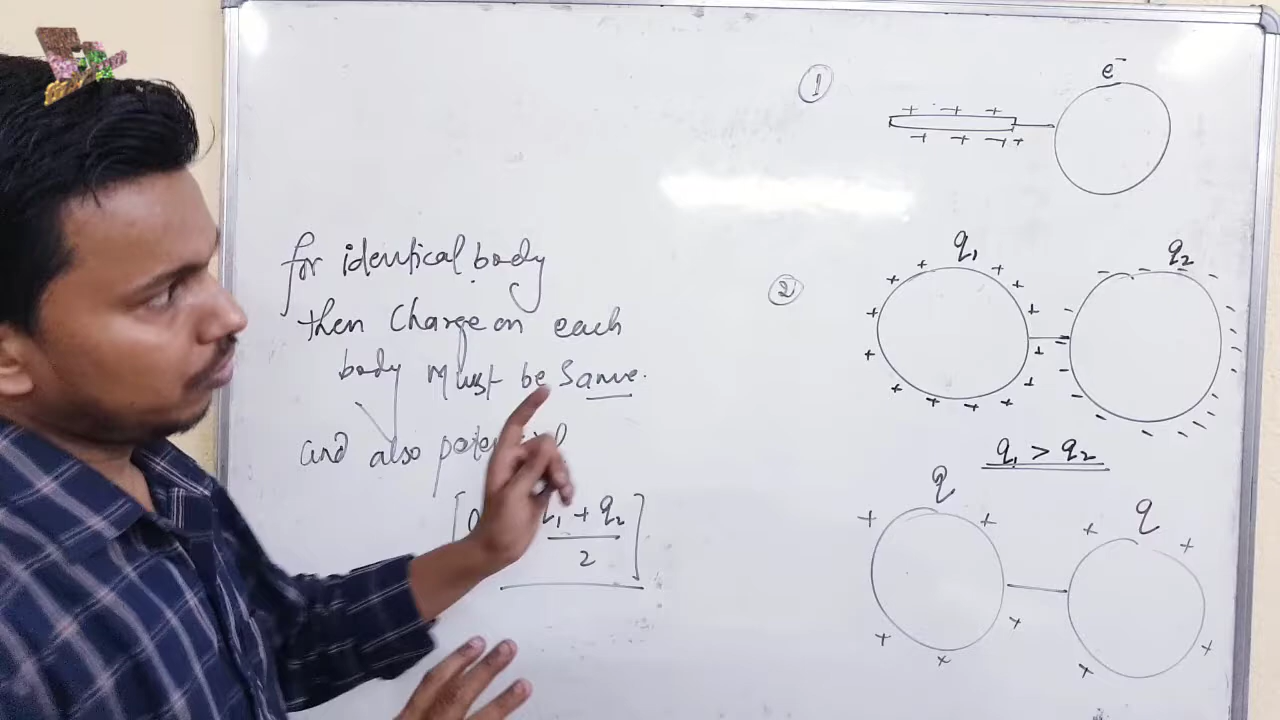 for identical body
then Charge on each
body Must be Same.
and also
q₁ + q₂
2
①
e⁻
+ + +
+ + + +
②
q₁
q₂
q₁ > q₂
q
q